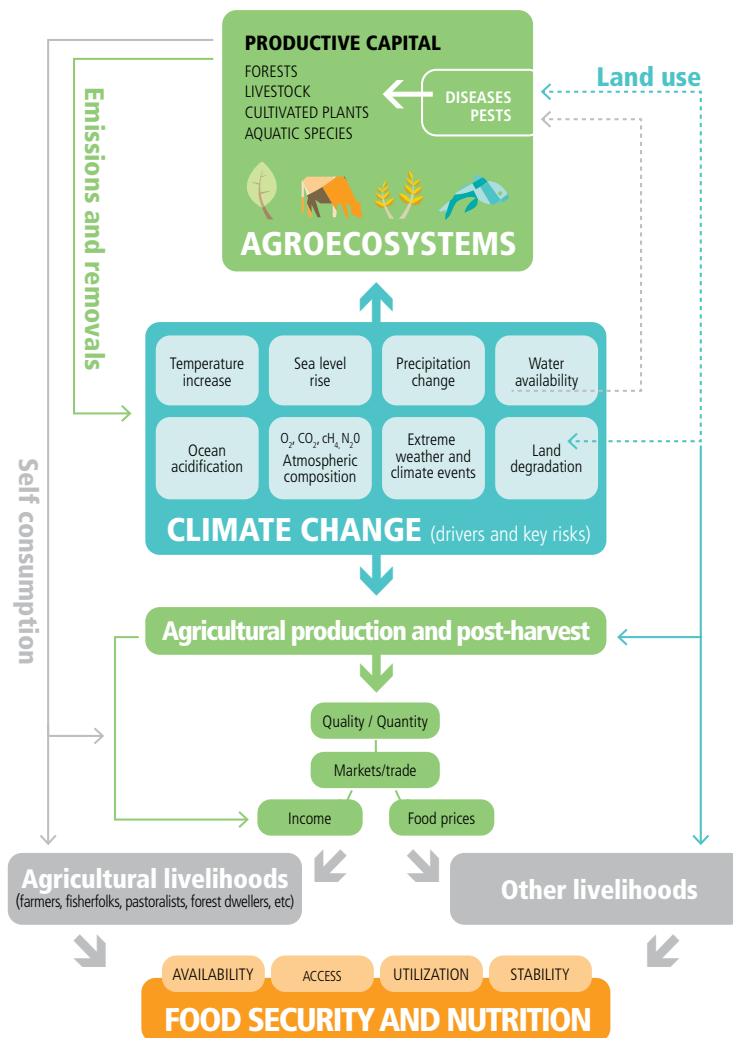 PRODUCTIVE CAPITAL
FORESTS
LIVESTOCK
CULTIVATED PLANTS
AQUATIC SPECIES
DISEASES
PESTS
AGROECOSYSTEMS
Land use
Emissions and removals
Self consumption
Temperature
increase
Sea level
rise
Precipitation
change
Water
availability
Ocean
acidification
O2, CO2, cH4, N2O
Atmospheric
composition
Extreme
weather and
climate events
Land
degradation
CLIMATE CHANGE (drivers and key risks)
Agricultural production and post-harvest
Quality / Quantity
Markets/trade
Income
Food prices
Agricultural livelihoods
(farmers, fisherfolks, pastoralists, forest dwellers, etc)
Other livelihoods
AVAILABILITY
ACCESS
UTILIZATION
STABILITY
FOOD SECURITY AND NUTRITION